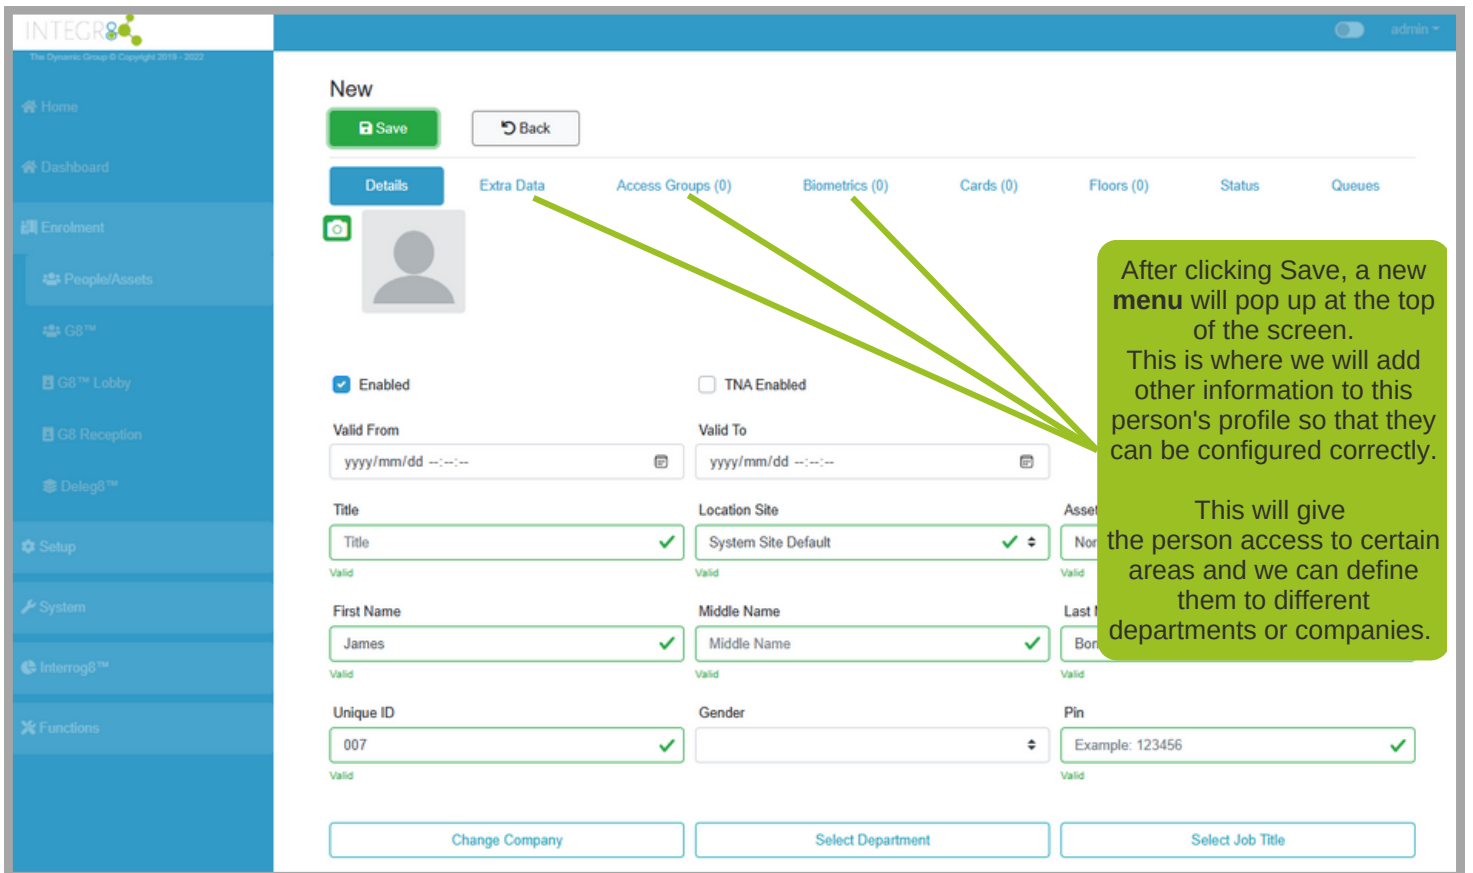 INTEGR8
The Dynamic Group © Copyright 2019 - 2022
admin
Home
Dashboard
Enrolment
People/Assets
G8™
G8™ Lobby
G8 Reception
Deleg8™
Setup
System
Interrog8™
Functions
New
Save Back
Details Extra Data Access Groups (0) Biometrics (0) Cards (0) Floors (0) Status Queues
After clicking Save, a new
menu will pop up at the top
of the screen.
This is where we will add
other information to this
person's profile so that they
can be configured correctly.
This will give
the person access to certain
areas and we can define
them to different
departments or companies.
Enabled TNA Enabled
Valid From Valid To
yyyy/mm/dd --:--:-- yyyy/mm/dd --:--:--
Title Location Site Asset
Title System Site Default
Valid Valid Valid
First Name Middle Name Last
James Middle Name
Valid Valid Valid
Unique ID Gender Pin
007 Example: 123456
Valid Valid
Change Company Select Department Select Job Title